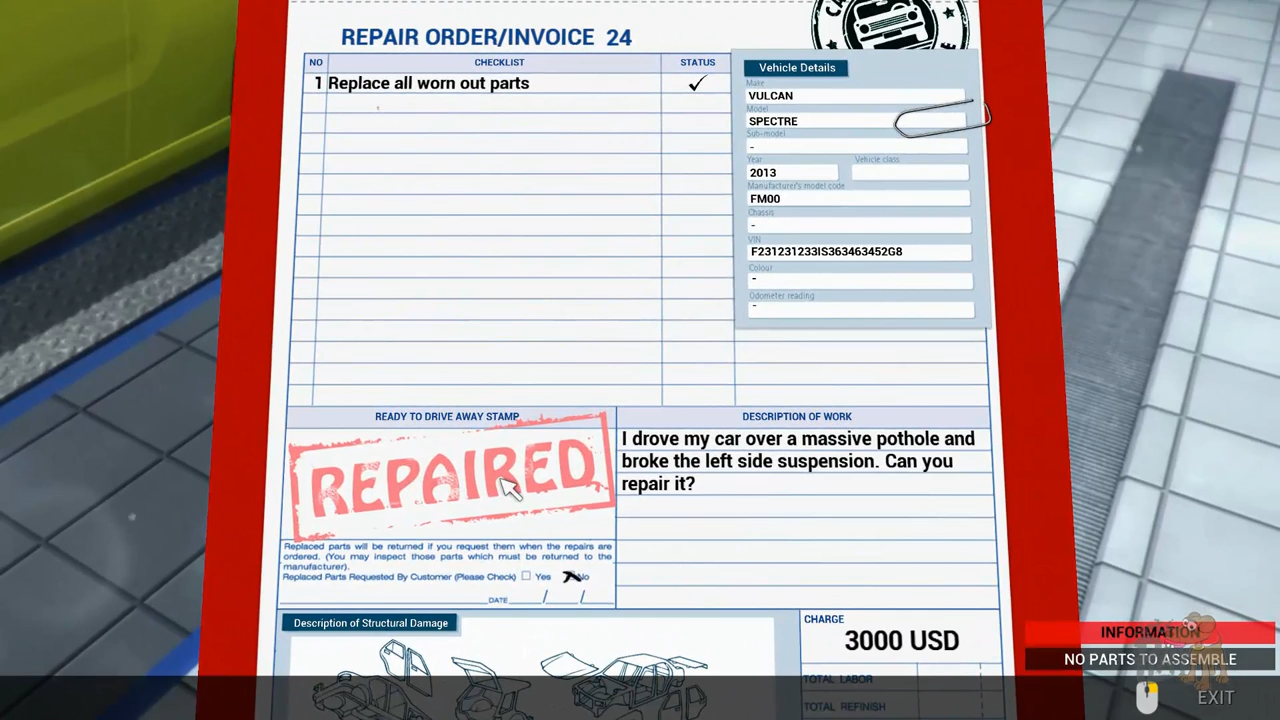 REPAIR ORDER/INVOICE 24
NO CHECKLIST STATUS
1 Replace all worn out parts
Vehicle Details
Make
VULCAN
Model
SPECTRE
Sub-model
-
Year Vehicle class
2013
Manufacturer's model code
FM00
Chassis
-
VIN
F231231233IS363463452G8
Colour
-
Odometer reading
-
READY TO DRIVE AWAY STAMP
REPAIRED
DESCRIPTION OF WORK
I drove my car over a massive pothole and
broke the left side suspension. Can you
repair it?
Replaced parts will be returned if you request them when the repairs are
ordered. (You may inspect those parts which must be returned to the
manufacturer).
Replaced Parts Requested By Customer (Please Check) Yes No
DATE / /
Description of Structural Damage
CHARGE
3000 USD
TOTAL LABOR
TOTAL REFINISH
INFORMATION
NO PARTS TO ASSEMBLE
EXIT